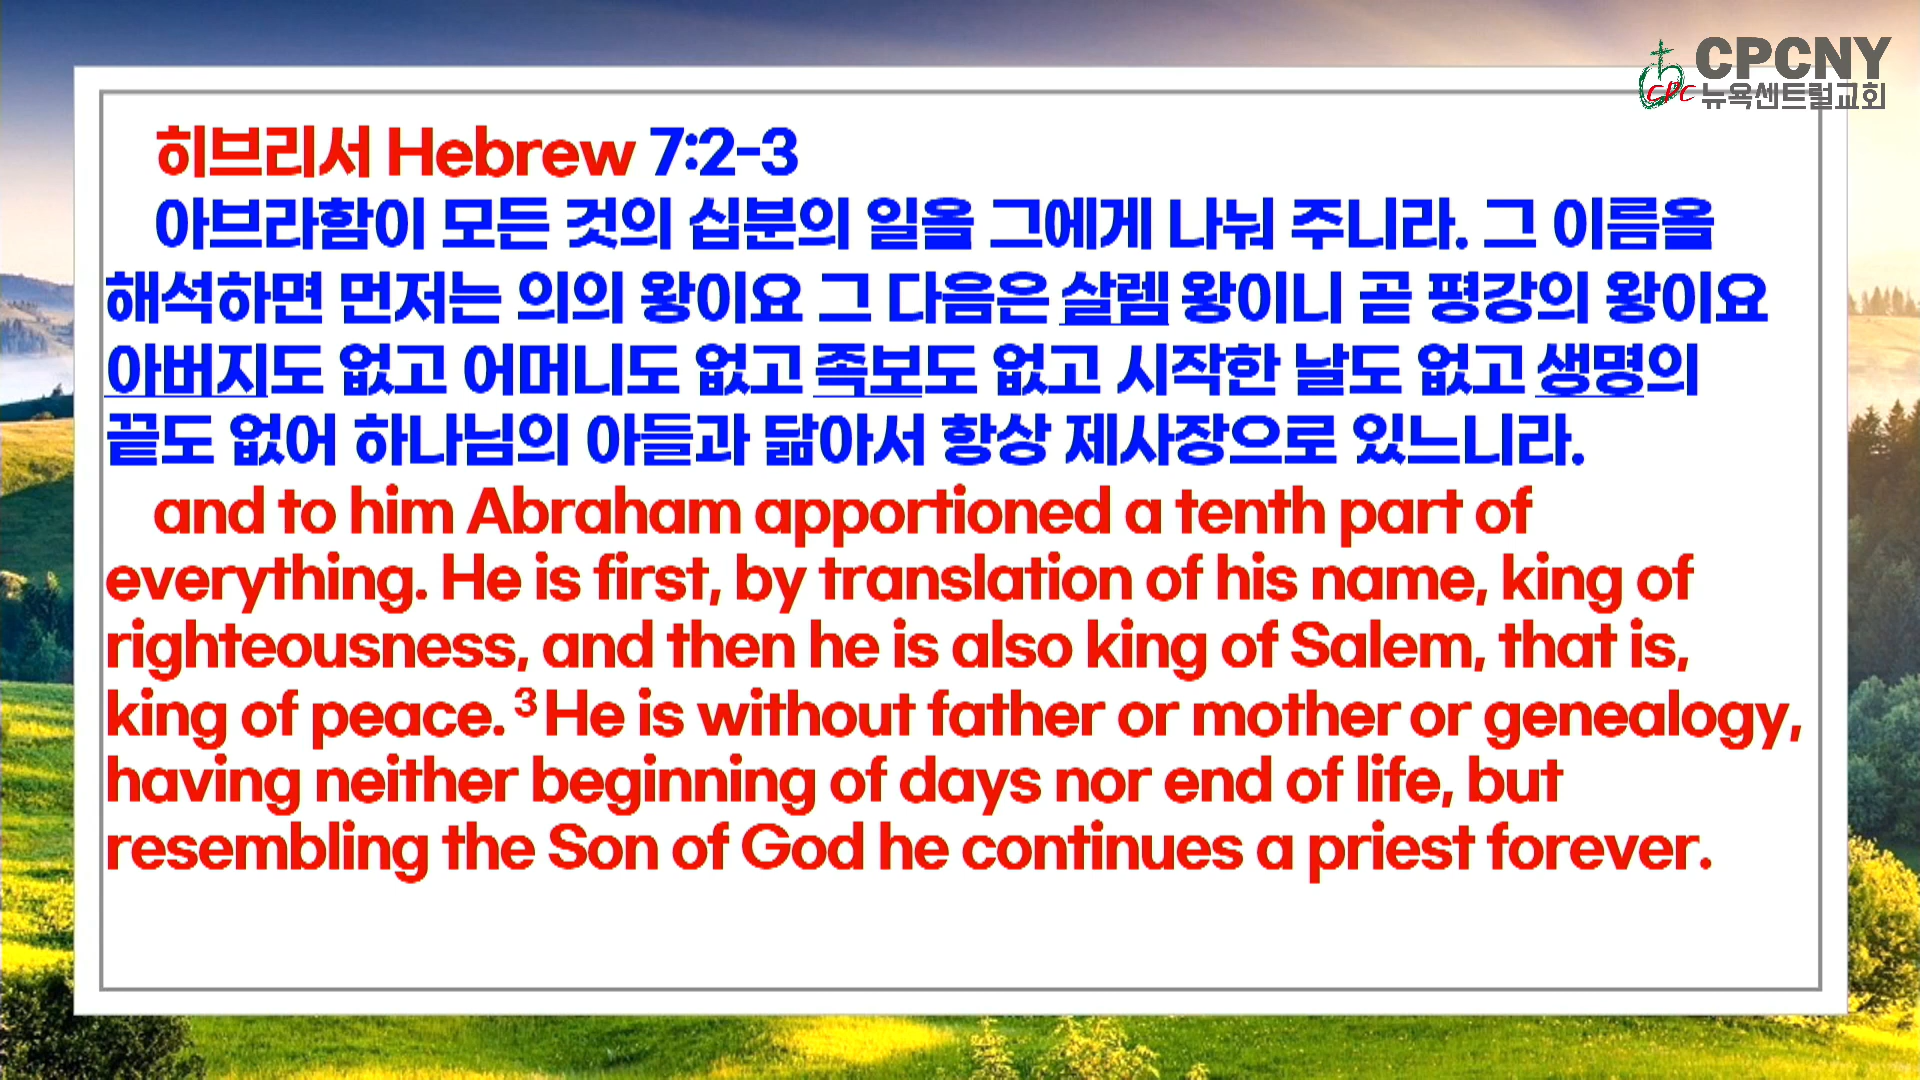 CPCNY
CPC 뉴욕센트럴교회
히브리서 Hebrew 7:2-3
아브라함이 모든 것의 십분의 일을 그에게 나눠 주니라. 그 이름을
해석하면 먼저는 의의 왕이요 그 다음은 살렘 왕이니 곧 평강의 왕이요
아버지도 없고 어머니도 없고 족보도 없고 시작한 날도 없고 생명의
끝도 없어 하나님의 아들과 닮아서 항상 제사장으로 있느니라.
and to him Abraham apportioned a tenth part of
everything. He is first, by translation of his name, king of
righteousness, and then he is also king of Salem, that is,
king of peace. ³ He is without father or mother or genealogy,
having neither beginning of days nor end of life, but
resembling the Son of God he continues a priest forever.